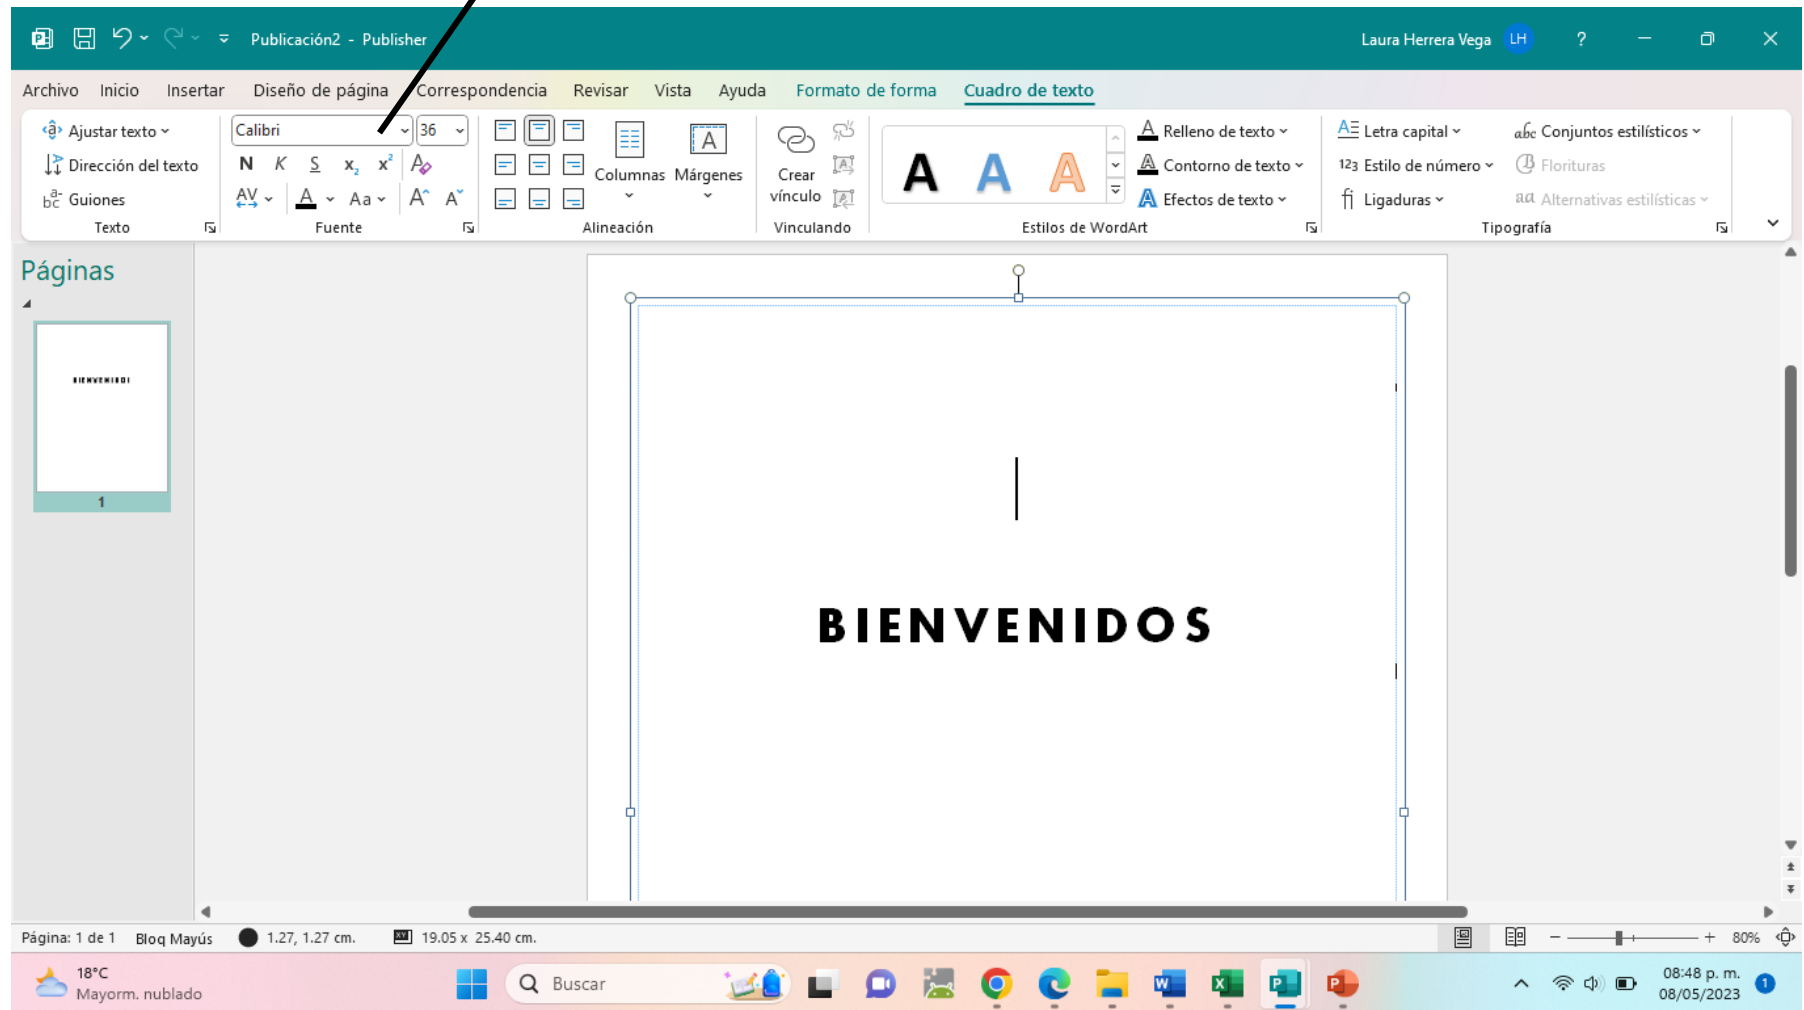 Publicación2 - Publisher
Laura Herrera Vega LH ?
Archivo Inicio Insertar Diseño de página Correspondencia Revisar Vista Ayuda Formato de forma Cuadro de texto
Ajustar texto
Calibri 36
Relleno de texto
Letra capital
Conjuntos estilísticos
Dirección del texto
N K S x₂ x²
Columnas Márgenes
Crear vínculo
Contorno de texto
Estilo de número
Florituras
Guiones
AV A Aa A A
A A A
Efectos de texto
Ligaduras
Alternativas estilísticas
Texto Fuente Alineación Vinculando Estilos de WordArt Tipografía
Páginas
BIENVENIDOS
1
Página: 1 de 1 Bloq Mayús 1.27, 1.27 cm. 19.05 x 25.40 cm. 80%
18°C
Mayorm. nublado
Buscar
08:48 p. m.
08/05/2023
1